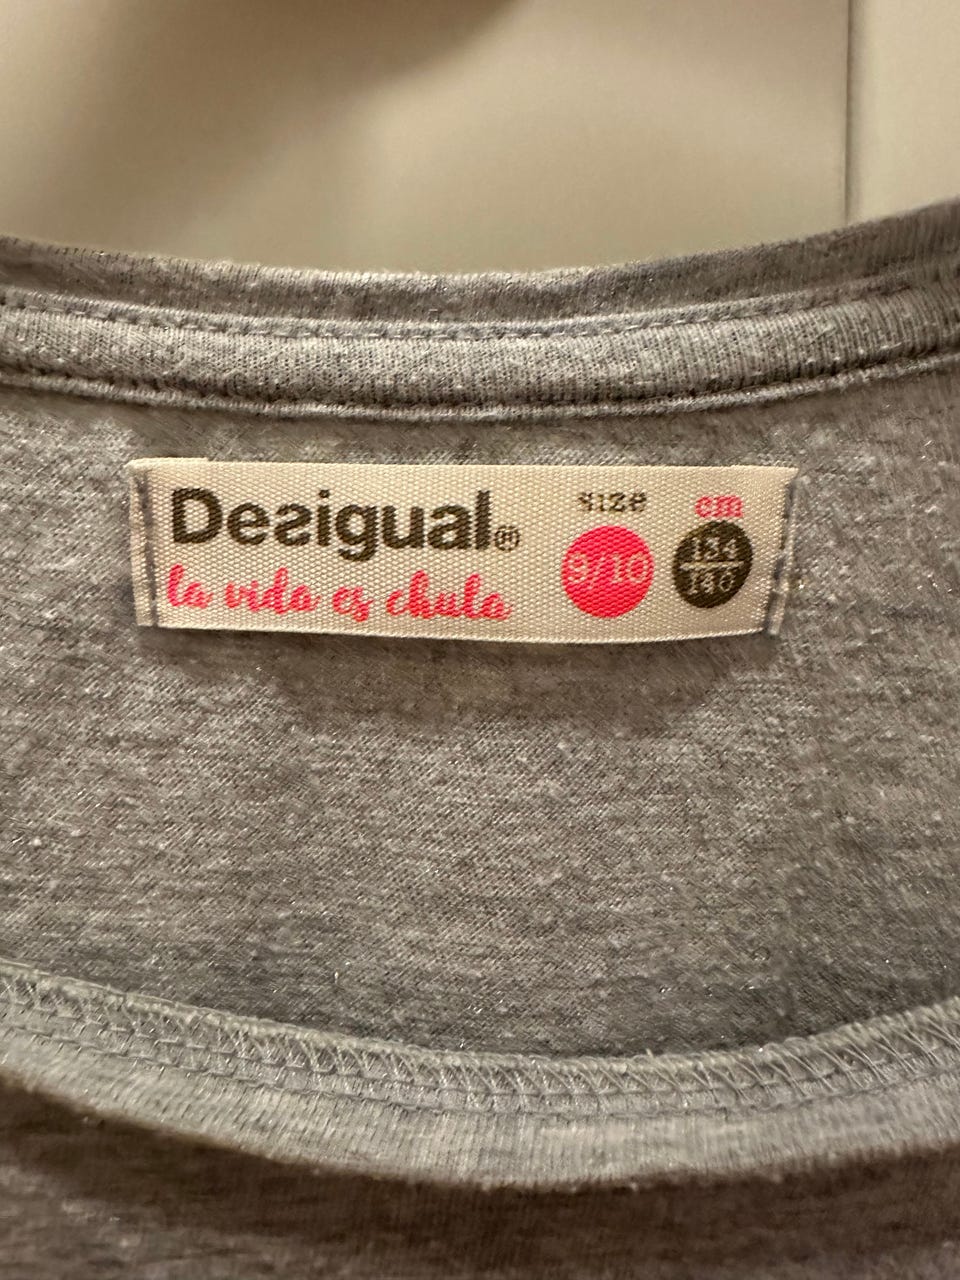 Desigual®
la vida es chula
size
9/10
cm
134
140